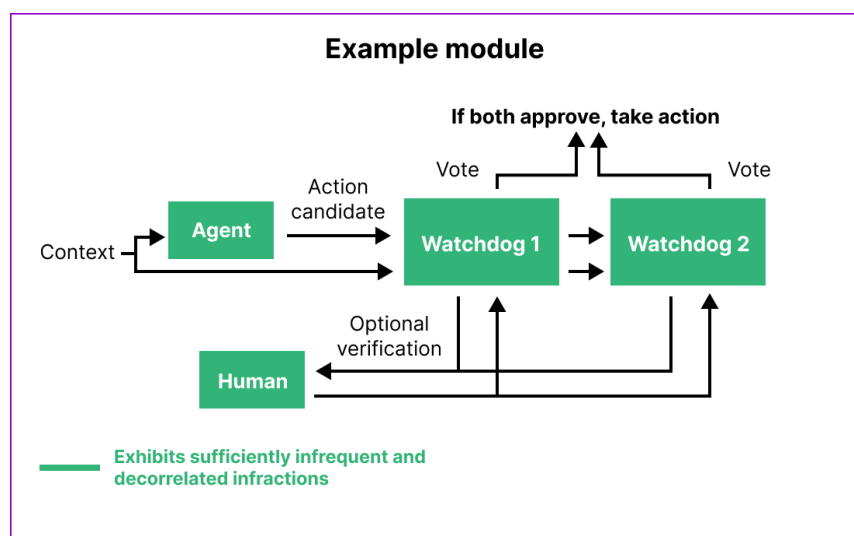 Example module
If both approve, take action
Vote
Vote
Action
candidate
Agent
Watchdog 1
Watchdog 2
Context
Optional
verification
Human
Exhibits sufficiently infrequent and
decorrelated infractions